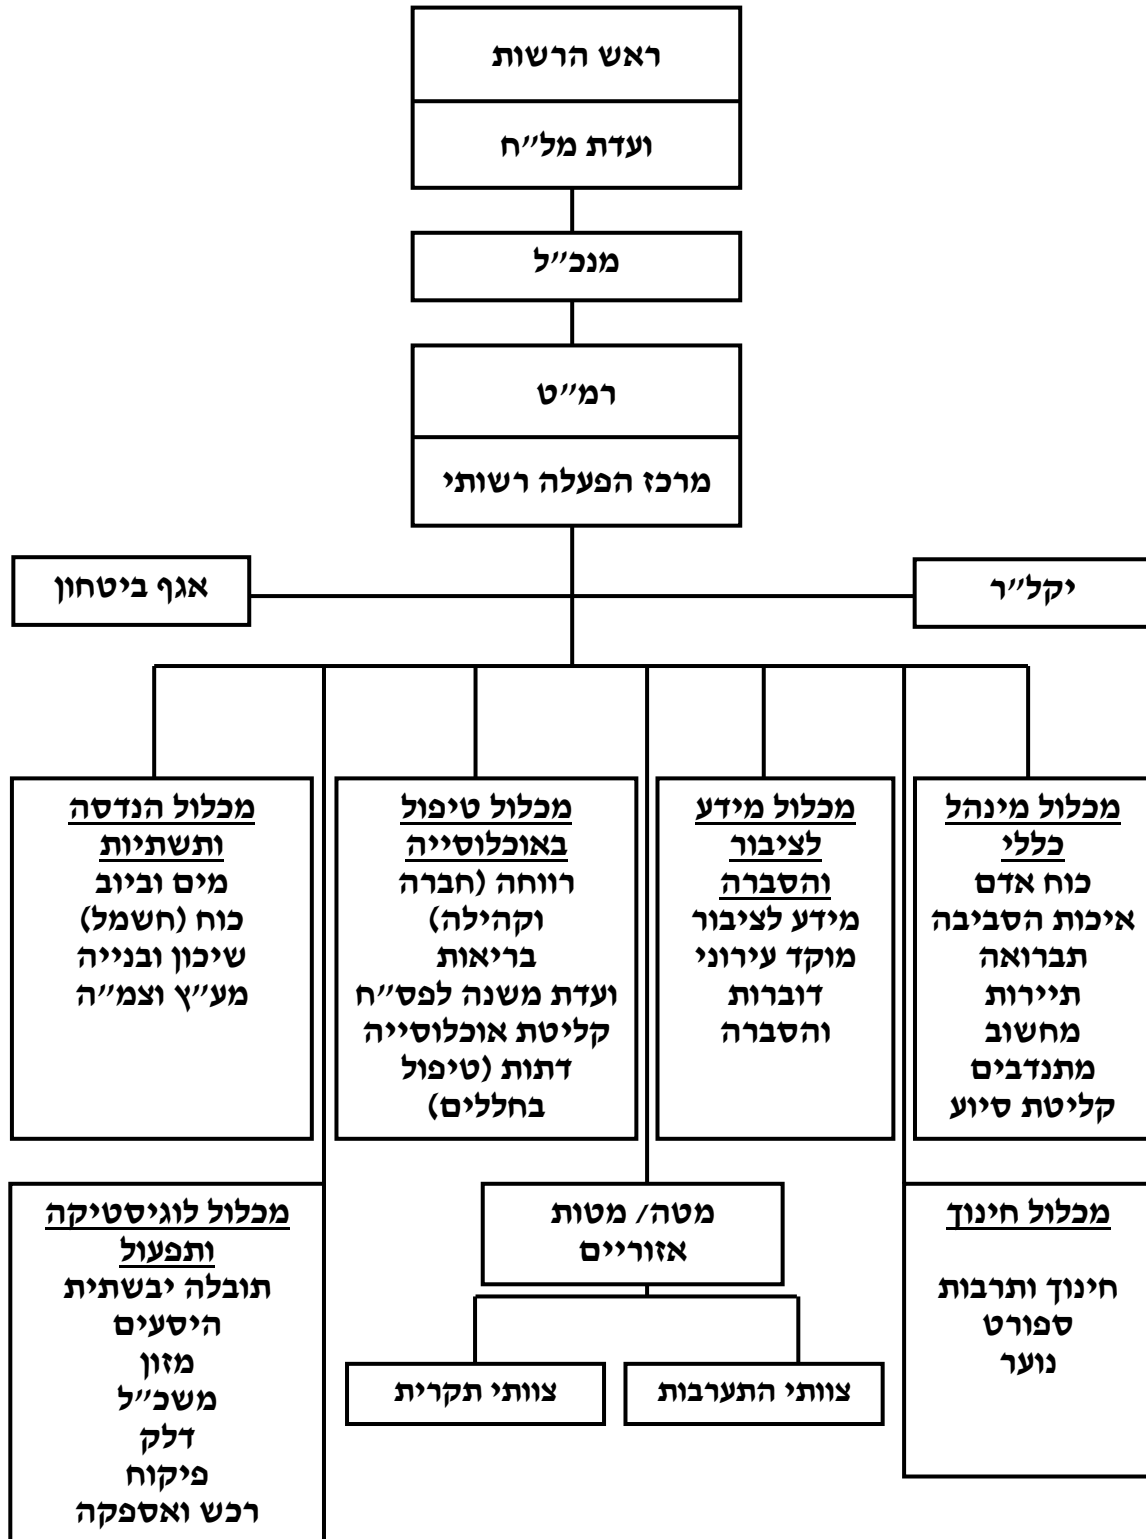 ראש הרשות
ועדת מל״ח
מנכ״ל
רמ״ט
מרכז הפעלה רשותי
יקל״ר
אגף ביטחון
מכלול מינהל
כללי
כוח אדם
איכות הסביבה
תברואה
תיירות
מחשוב
מתנדבים
קליטת סיוע
מכלול מידע
לציבור
והסברה
מידע לציבור
מוקד עירוני
דוברות
והסברה
מכלול טיפול
באוכלוסייה
רווחה (חברה
וקהילה)
בריאות
ועדת משנה לפס״ח
קליטת אוכלוסייה
דתות (טיפול
בחללים)
מכלול הנדסה
ותשתיות
מים וביוב
כוח (חשמל)
שיכון ובנייה
מע״ץ וצמ״ה
מכלול חינוך
חינוך ותרבות
ספורט
נוער
מטה/ מטות
אזוריים
צוותי התערבות
צוותי תקרית
מכלול לוגיסטיקה
ותפעול
תובלה יבשתית
היסעים
מזון
משכ״ל
דלק
פיקוח
רכש ואספקה